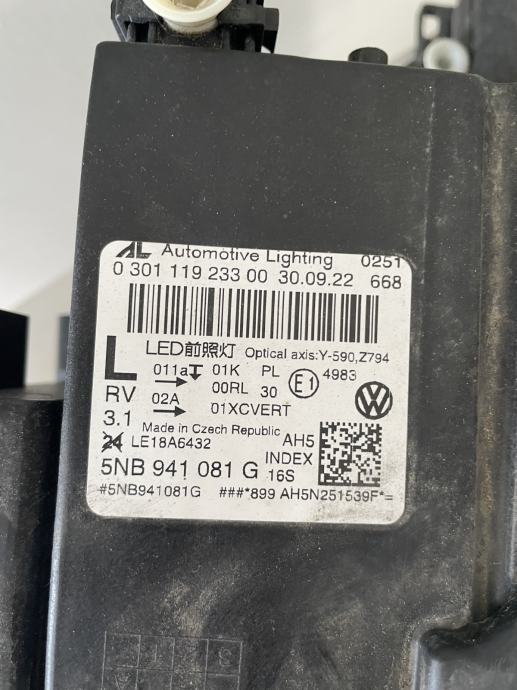 AL Automotive Lighting 0251
0 301 119 233 00 30.09.22 668
L LED前照灯 Optical axis:Y-590,Z794
011a 01K PL E1 4983
00RL 30
RV 02A 01XCVERT
3.1 Made in Czech Republic
24 LE18A6432 AH5
INDEX
5NB 941 081 G 16S
#5NB941081G ###*899 AH5N251539F*=